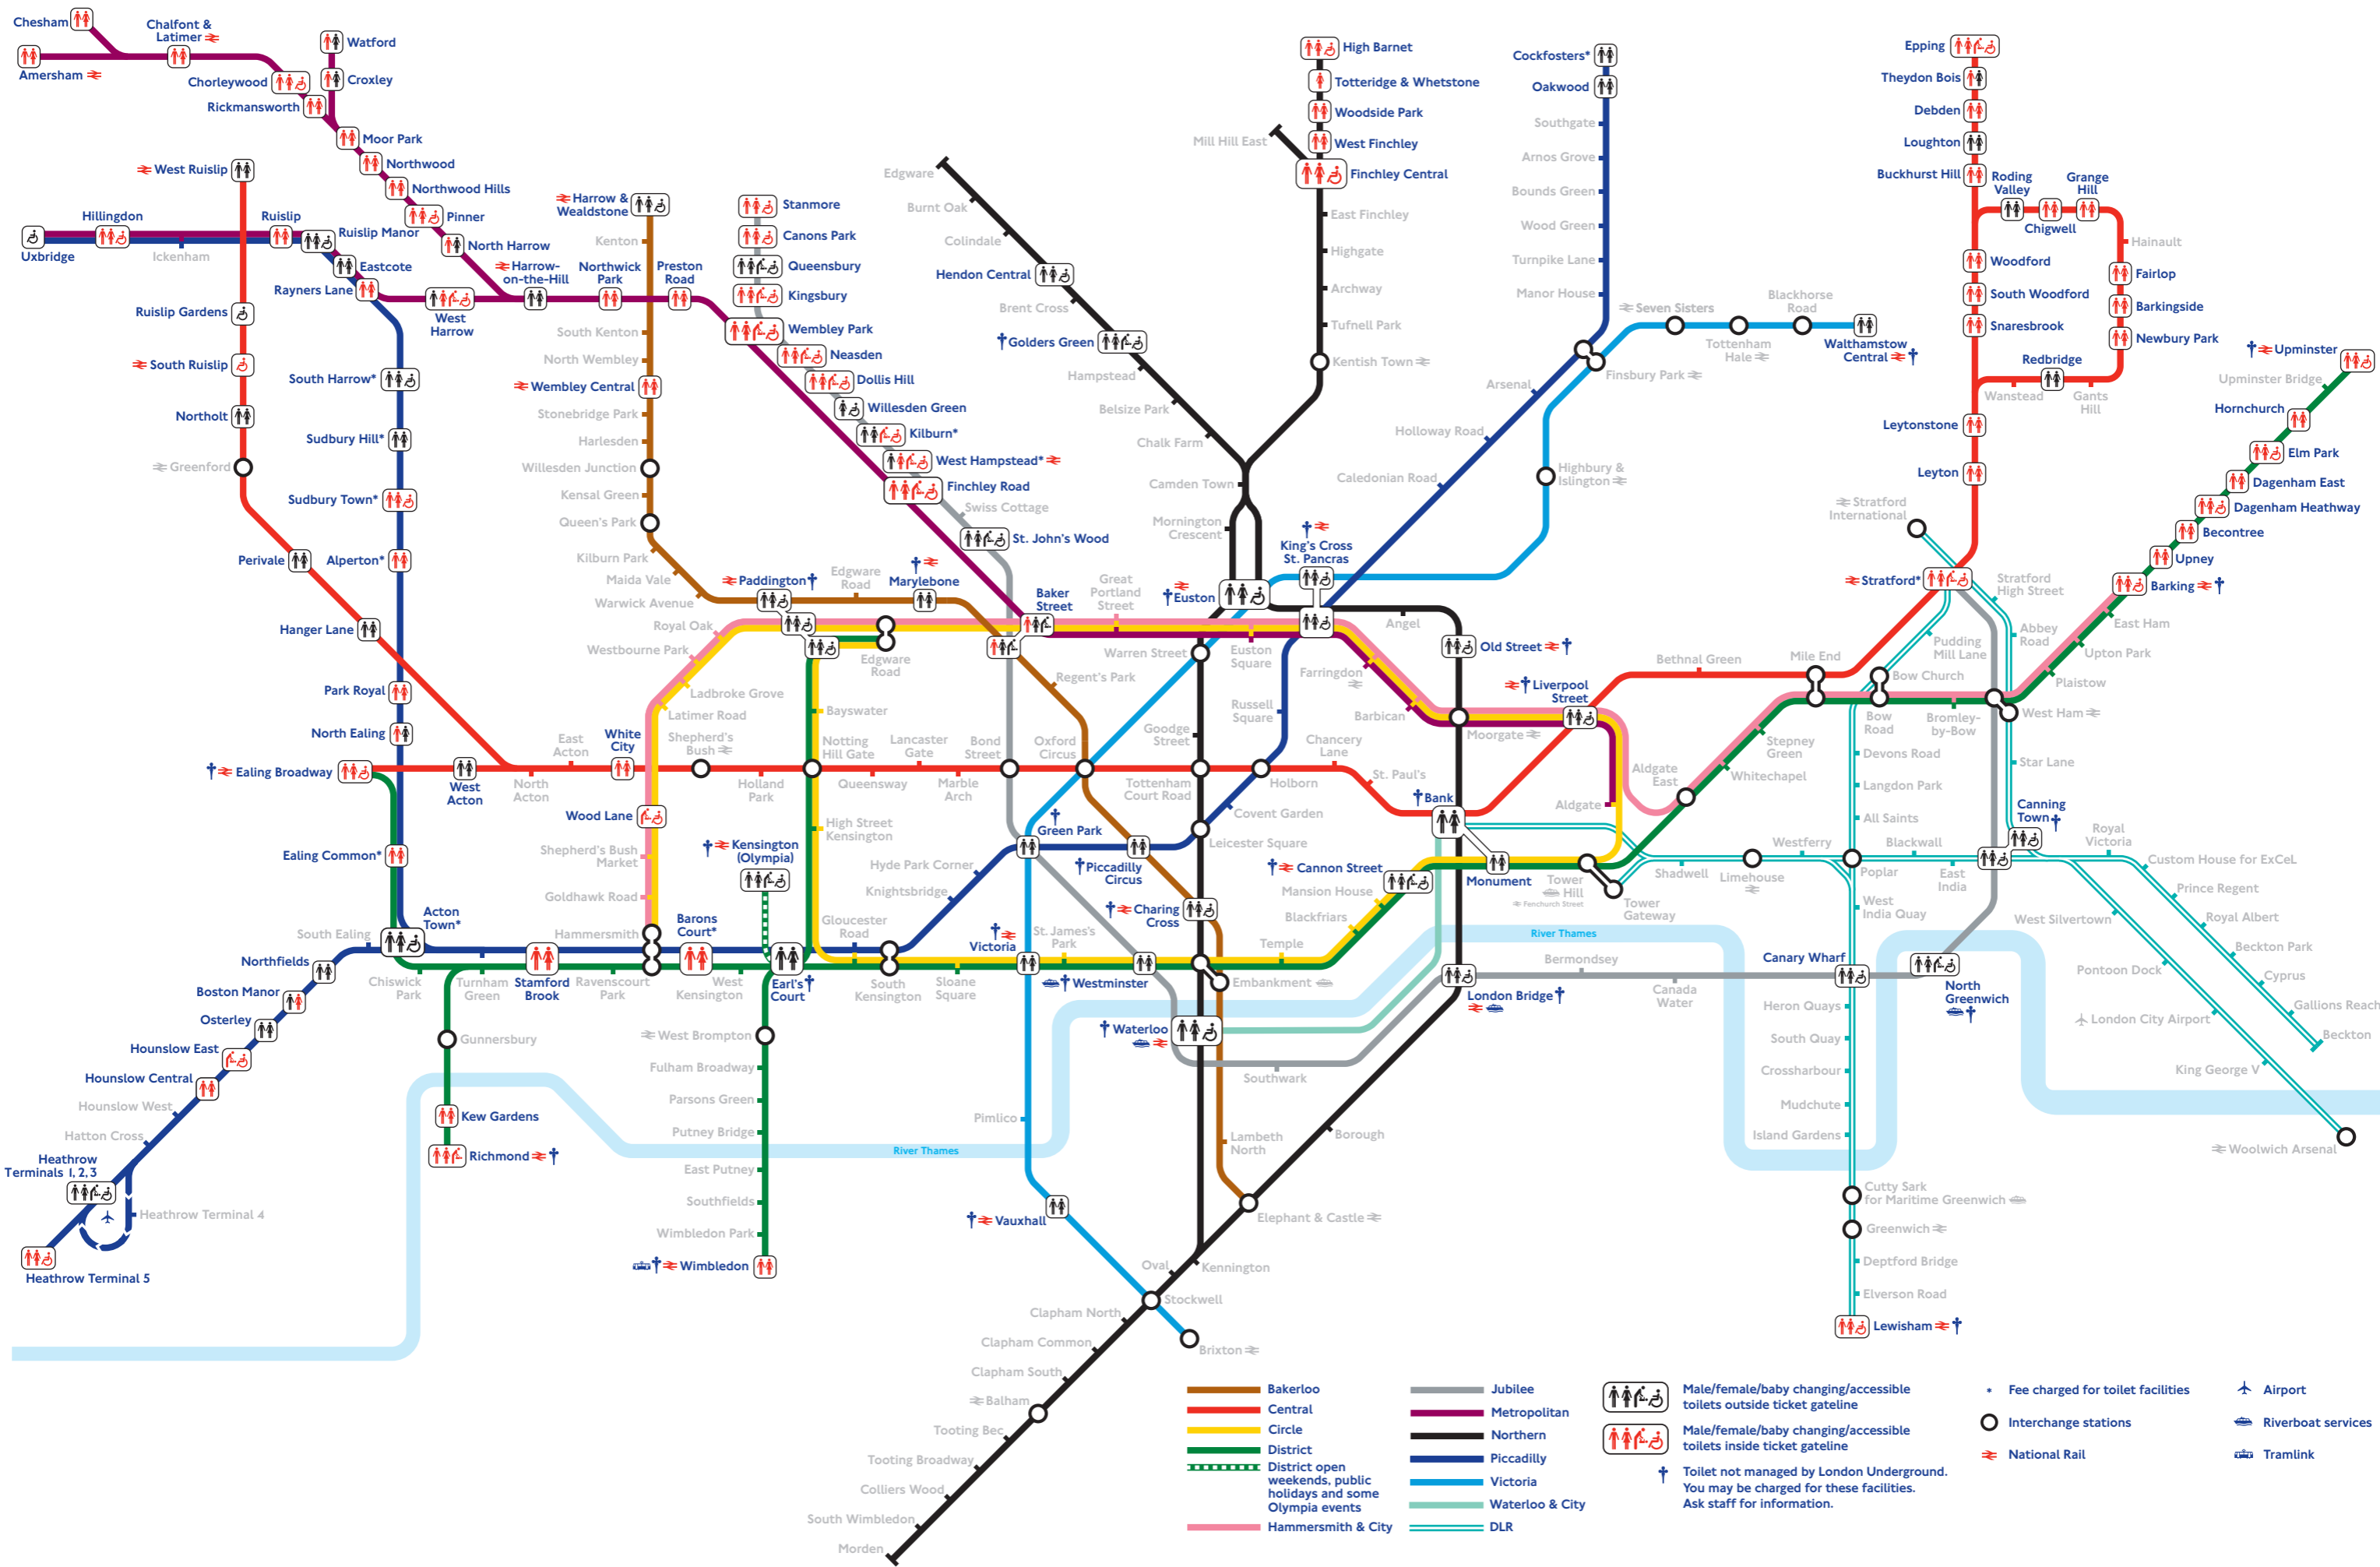 Chesham
Chalfont &
Latimer
Watford
Amersham
Croxley
Chorleywood
Rickmansworth
Moor Park
Northwood
Northwood Hills
Pinner
North Harrow
Harrow-
on-the-Hill
Northwick
Park
Preston
Road
West Ruislip
Hillingdon
Ruislip
Ruislip Manor
Uxbridge
Ickenham
Eastcote
Rayners Lane
West
Harrow
Ruislip Gardens
South Ruislip
Northolt
Greenford
Perivale
Hanger Lane
South Harrow*
Sudbury Hill*
Sudbury Town*
Alperton*
Park Royal
North Ealing
Ealing Broadway
West
Acton
North
Acton
East
Acton
White
City
Shepherd's
Bush
Holland
Park
Notting
Hill Gate
Queensway
Lancaster
Gate
Marble
Arch
Bond
Street
Oxford
Circus
Tottenham
Court Road
Holborn
Chancery
Lane
St. Paul's
Harrow &
Wealdstone
Kenton
South Kenton
North Wembley
Wembley Central
Stonebridge Park
Harlesden
Willesden Junction
Kensal Green
Queen's Park
Kilburn Park
Maida Vale
Warwick Avenue
Paddington
Edgware
Road
Marylebone
Stanmore
Canons Park
Queensbury
Kingsbury
Wembley Park
Neasden
Dollis Hill
Willesden Green
Kilburn*
West Hampstead*
Finchley Road
Swiss Cottage
St. John's Wood
Baker
Street
Great
Portland
Street
Edgware
Burnt Oak
Colindale
Hendon Central
Brent Cross
Golders Green
Hampstead
Belsize Park
Chalk Farm
Camden Town
Mornington
Crescent
Euston
High Barnet
Totteridge & Whetstone
Woodside Park
West Finchley
Mill Hill East
Finchley Central
East Finchley
Highgate
Archway
Tufnell Park
Kentish Town
Cockfosters*
Oakwood
Southgate
Arnos Grove
Bounds Green
Wood Green
Turnpike Lane
Manor House
Finsbury Park
Arsenal
Holloway Road
Caledonian Road
King's Cross
St. Pancras
Seven Sisters
Tottenham
Hale
Blackhorse
Road
Walthamstow
Central
Highbury &
Islington
Epping
Theydon Bois
Debden
Loughton
Buckhurst Hill
Roding
Valley
Chigwell
Grange
Hill
Hainault
Fairlop
Barkingside
Newbury Park
Woodford
South Woodford
Snaresbrook
Redbridge
Wanstead
Gants
Hill
Leytonstone
Leyton
Stratford
International
Stratford*
Stratford
High Street
Abbey
Road
Pudding
Mill Lane
Upminster
Upminster Bridge
Hornchurch
Elm Park
Dagenham East
Dagenham Heathway
Becontree
Upney
Barking
East Ham
Upton Park
Plaistow
West Ham
Bromley-
by-Bow
Bow
Road
Bow Church
Mile End
Bethnal Green
Stepney
Green
Whitechapel
Aldgate
East
Aldgate
Liverpool
Street
Moorgate
Barbican
Farringdon
Angel
Old Street
Euston
Square
Warren Street
Regent's Park
Goodge
Street
Russell
Square
Royal Oak
Westbourne Park
Ladbroke Grove
Latimer Road
Wood Lane
Shepherd's Bush
Market
Goldhawk Road
Hammersmith
Edgware
Road
Bayswater
High Street
Kensington
Kensington
(Olympia)
Gloucester
Road
Ealing Common*
South Ealing
Acton
Town*
Northfields
Boston Manor
Osterley
Hounslow East
Hounslow Central
Hounslow West
Hatton Cross
Heathrow
Terminals 1, 2, 3
Heathrow Terminal 4
Heathrow Terminal 5
Chiswick
Park
Turnham
Green
Stamford
Brook
Ravenscourt
Park
Barons
Court*
West
Kensington
Earl's
Court
South
Kensington
Sloane
Square
Victoria
St. James's
Park
Westminster
Gunnersbury
Kew Gardens
Richmond
West Brompton
Fulham Broadway
Parsons Green
Putney Bridge
East Putney
Southfields
Wimbledon Park
Wimbledon
Green Park
Hyde Park Corner
Knightsbridge
Piccadilly
Circus
Leicester Square
Covent Garden
Charing
Cross
Embankment
Temple
Blackfriars
Mansion House
Cannon Street
Bank
Monument
Tower
Hill
Fenchurch Street
Tower
Gateway
Waterloo
Southwark
Lambeth
North
Elephant & Castle
Borough
London Bridge
Bermondsey
Canada
Water
Canary Wharf
North
Greenwich
Canning
Town
Pimlico
Vauxhall
Oval
Kennington
Stockwell
Brixton
Clapham North
Clapham Common
Clapham South
Balham
Tooting Bec
Tooting Broadway
Colliers Wood
South Wimbledon
Morden
Devons Road
Langdon Park
All Saints
Star Lane
Shadwell
Limehouse
Westferry
Poplar
Blackwall
East
India
Royal
Victoria
Custom House for ExCeL
Prince Regent
Royal Albert
Beckton Park
Cyprus
Gallions Reach
Beckton
West Silvertown
Pontoon Dock
London City Airport
King George V
Woolwich Arsenal
West
India Quay
Heron Quays
South Quay
Crossharbour
Mudchute
Island Gardens
Cutty Sark
for Maritime Greenwich
Greenwich
Deptford Bridge
Elverson Road
Lewisham
River Thames
River Thames
Bakerloo
Central
Circle
District
District open
weekends, public
holidays and some
Olympia events
Hammersmith & City
Jubilee
Metropolitan
Northern
Piccadilly
Victoria
Waterloo & City
DLR
Male/female/baby changing/accessible
toilets outside ticket gateline
Male/female/baby changing/accessible
toilets inside ticket gateline
† Toilet not managed by London Underground.
You may be charged for these facilities.
Ask staff for information.
* Fee charged for toilet facilities
Interchange stations
National Rail
Airport
Riverboat services
Tramlink